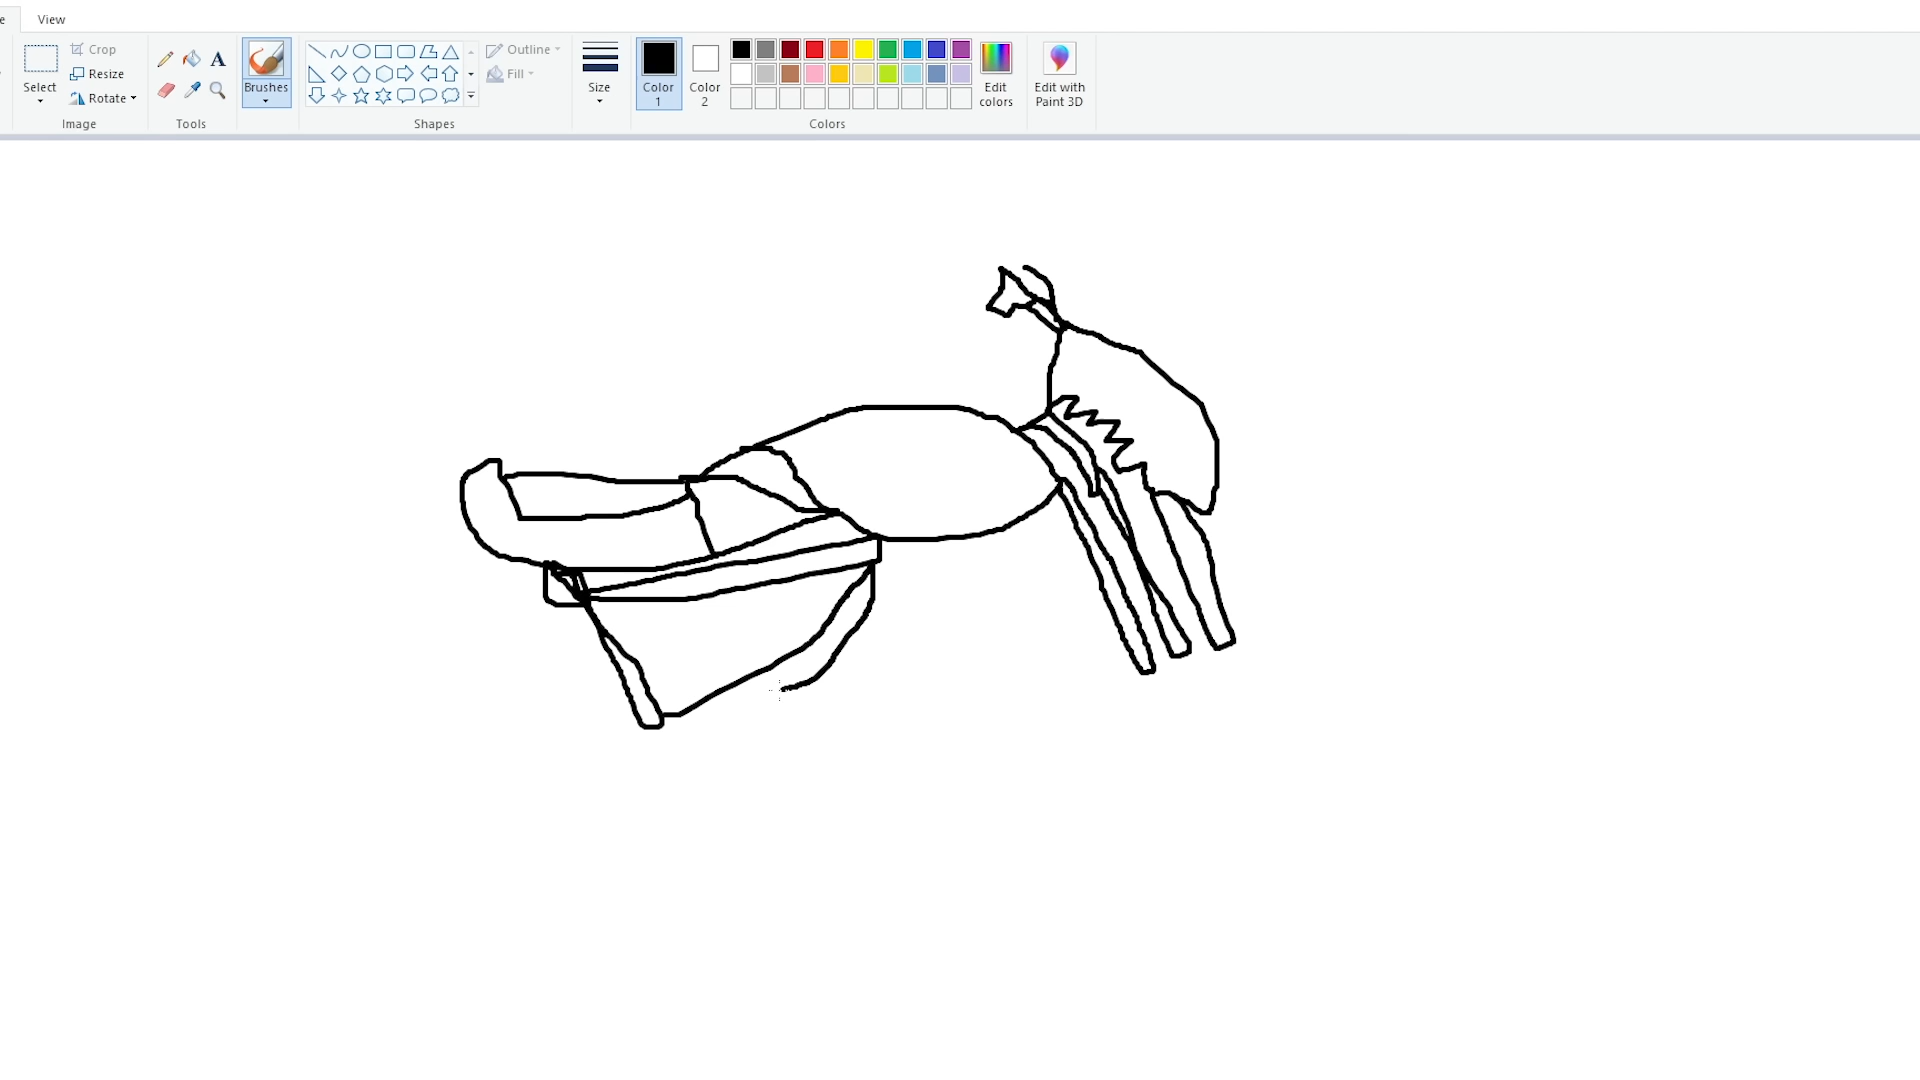 e View
Crop
Resize
Rotate
Select
Image
Tools
A
Brushes
Outline
Fill
Shapes
Size
Color 1
Color 2
Edit colors
Colors
Edit with Paint 3D